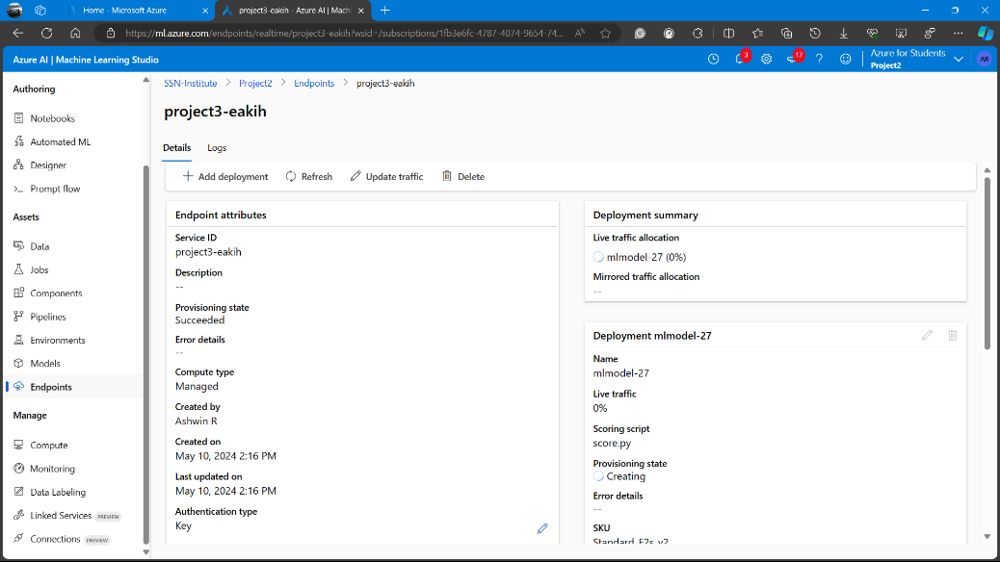 Home - Microsoft Azure
project3-eakih - Azure AI | Machi
https://ml.azure.com/endpoints/realtime/project3-eakih?wsid=/subscriptions/1fb3e6fc-4787-4074-9654-74...
Azure AI | Machine Learning Studio
3
17
Azure for Students
Project2
AR
Authoring
Notebooks
Automated ML
Designer
Prompt flow
Assets
Data
Jobs
Components
Pipelines
Environments
Models
Endpoints
Manage
Compute
Monitoring
Data Labeling
Linked Services PREVIEW
Connections PREVIEW
SSN-Institute > Project2 > Endpoints > project3-eakih
project3-eakih
Details Logs
Add deployment Refresh Update traffic Delete
Endpoint attributes
Service ID
project3-eakih
Description
--
Provisioning state
Succeeded
Error details
--
Compute type
Managed
Created by
Ashwin R
Created on
May 10, 2024 2:16 PM
Last updated on
May 10, 2024 2:16 PM
Authentication type
Key
Deployment summary
Live traffic allocation
mlmodel-27 (0%)
Mirrored traffic allocation
--
Deployment mlmodel-27
Name
mlmodel-27
Live traffic
0%
Scoring script
score.py
Provisioning state
Creating
Error details
--
SKU
Standard_F2s_v2